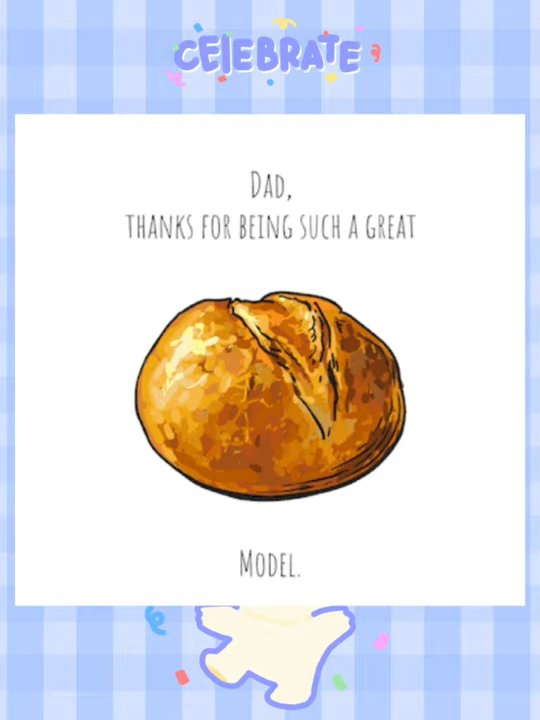 CElEBRATE
DAD,
THANKS FOR BEING SUCH A GREAT
MODEL.